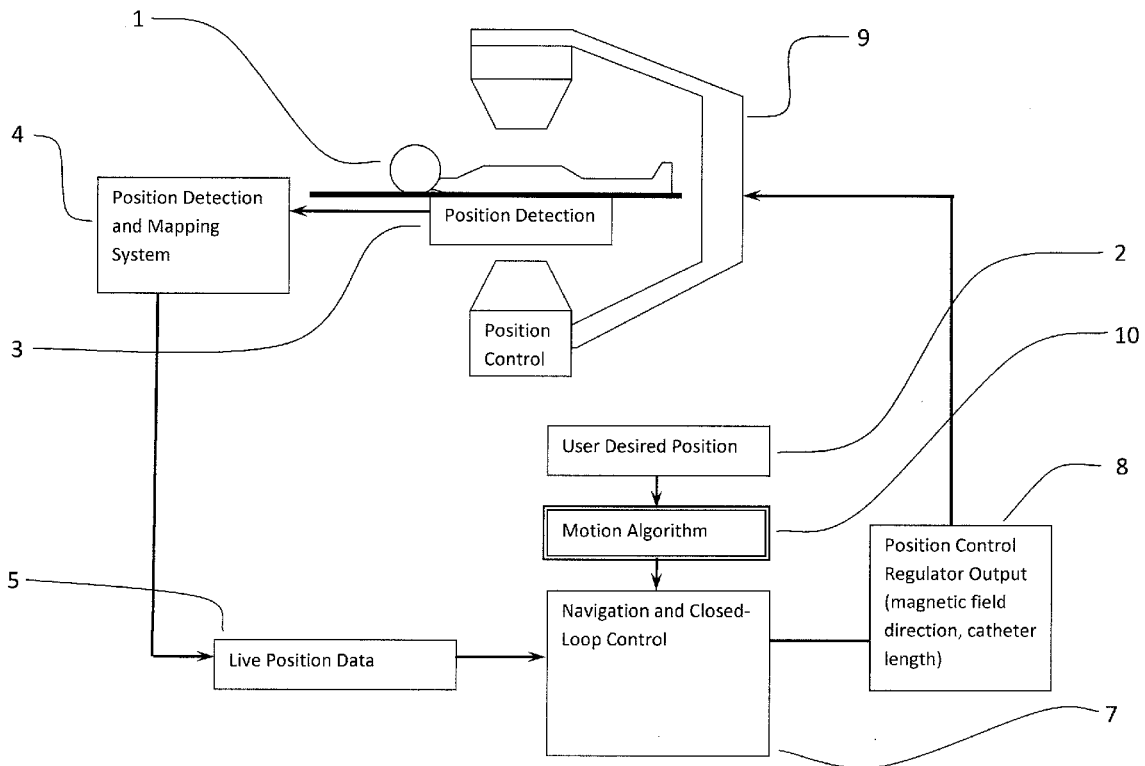 1
9
4
Position Detection
and Mapping
System
Position Detection
2
3
Position
Control
10
User Desired Position
8
Motion Algorithm
Position Control
Regulator Output
(magnetic field
direction, catheter
length)
5
Navigation and Closed-
Loop Control
Live Position Data
7